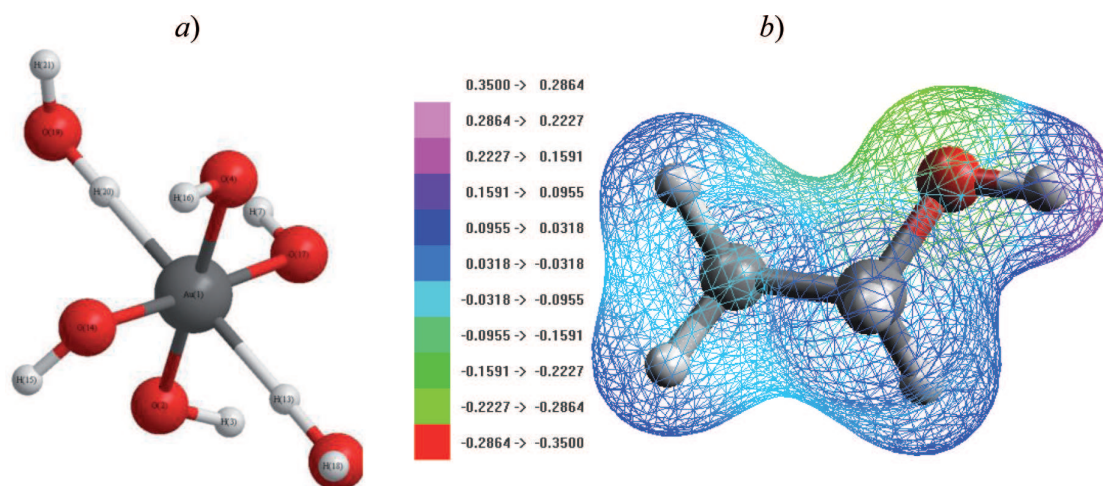 a)
b)
H(21)
O(19)
H(20)
O(4)
H(16)
H(7)
O(17)
Au(1)
O(14)
H(15)
O(2)
H(3)
H(13)
H(18)
0.3500 -> 0.2864
0.2864 -> 0.2227
0.2227 -> 0.1591
0.1591 -> 0.0955
0.0955 -> 0.0318
0.0318 -> -0.0318
-0.0318 -> -0.0955
-0.0955 -> -0.1591
-0.1591 -> -0.2227
-0.2227 -> -0.2864
-0.2864 -> -0.3500